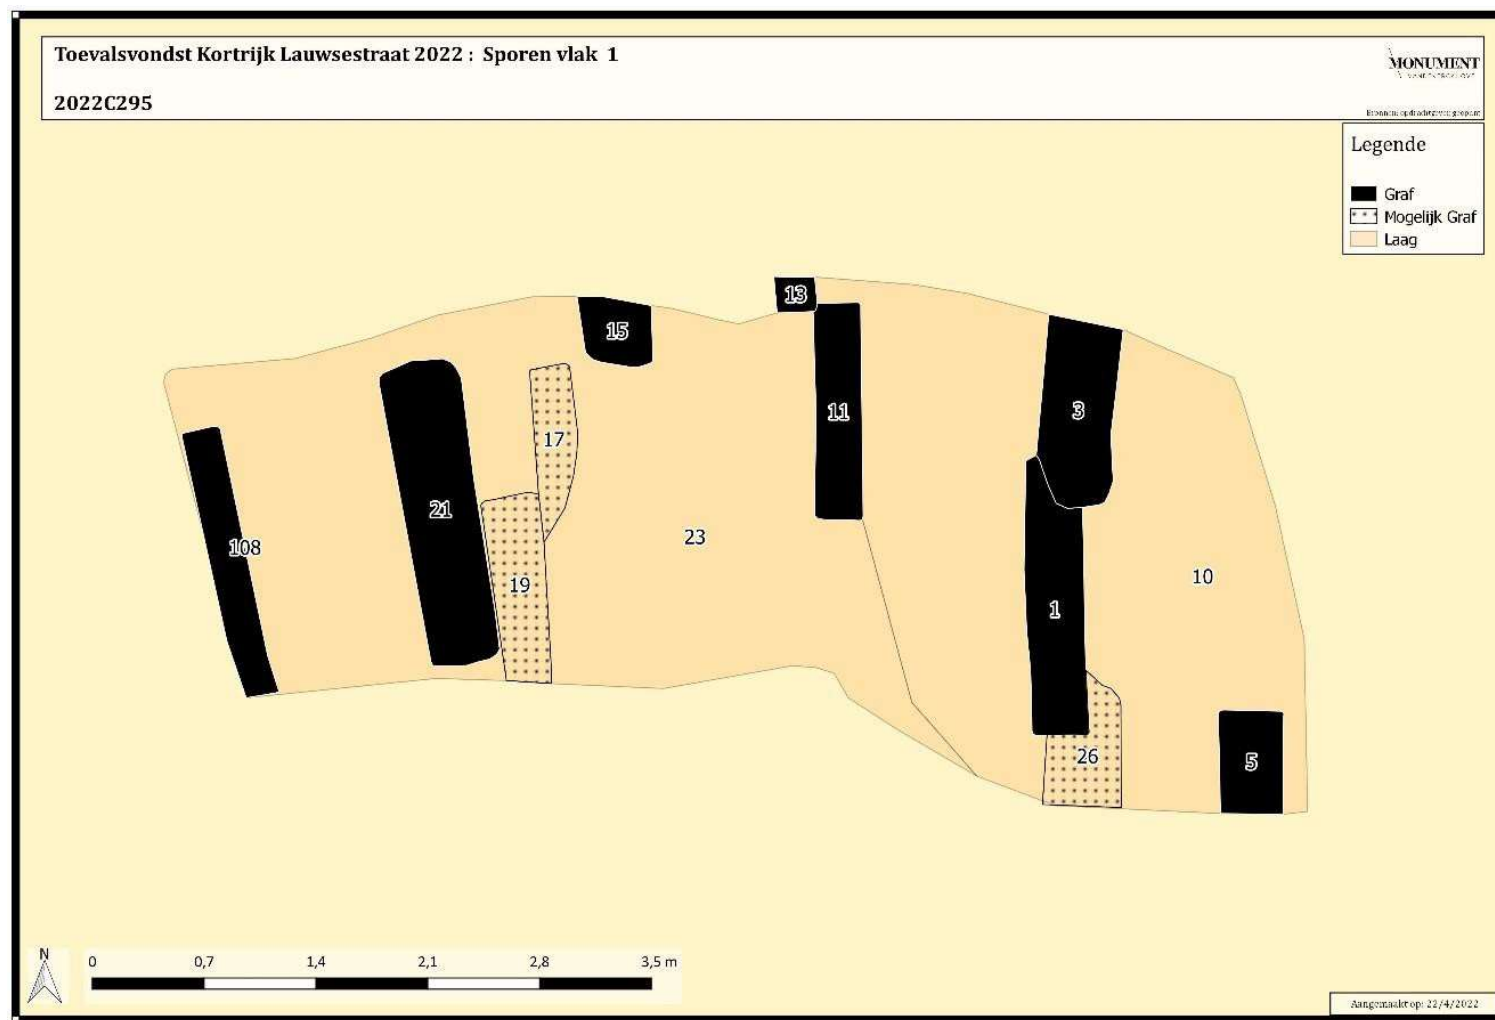 Toevalsvondst Kortrijk Lauwsestraat 2022 : Sporen vlak 1
MONUMENT
2022C295
Legende
Graf
Mogelijk Graf
Laag
13
15
11
3
17
21
23
108
19
10
1
26
5
N
0 0,7 1,4 2,1 2,8 3,5 m
Aangemaakt op: 22/4/2022